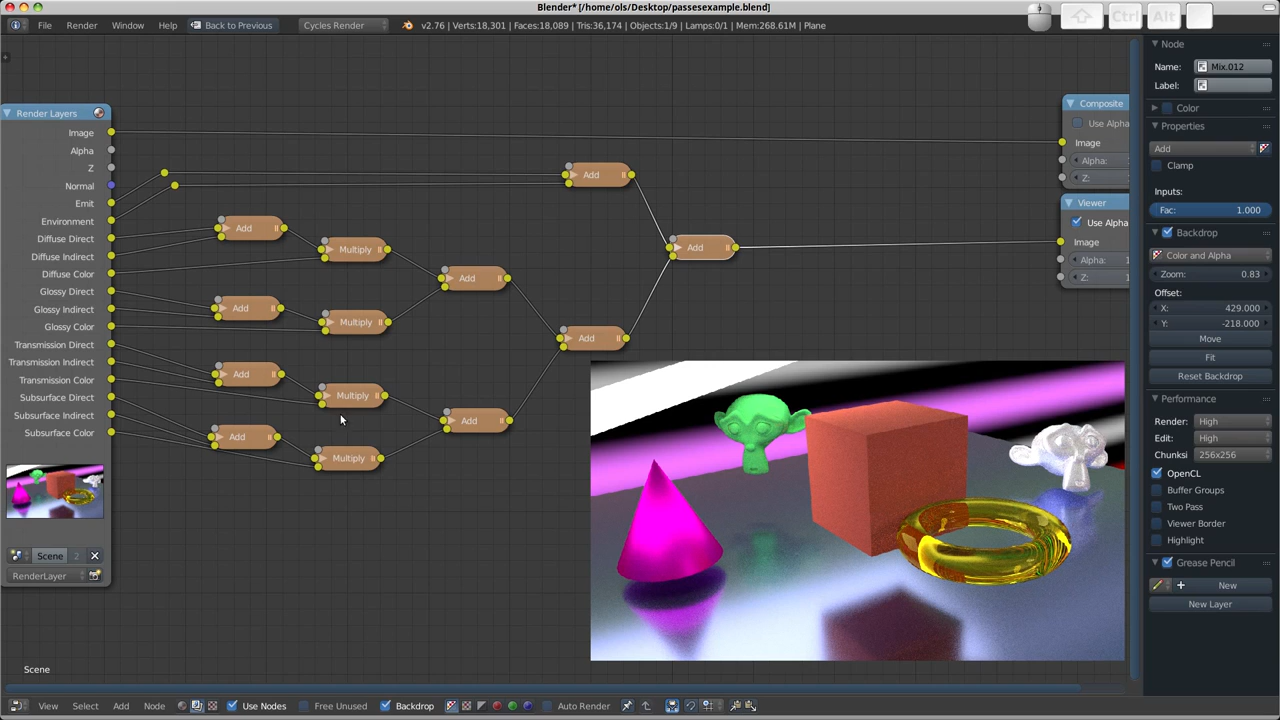 Blender* [/home/ols/Desktop/passesexample.blend]
File Render Window Help Back to Previous Cycles Render v2.76 | Verts:18,301 | Faces:18,089 | Tris:36,174 | Objects:1/9 | Lamps:0/1 | Mem:268.61M | Plane
Ctrl Alt
Render Layers
Image
Alpha
Z
Normal
Emit
Environment
Diffuse Direct
Diffuse Indirect
Diffuse Color
Glossy Direct
Glossy Indirect
Glossy Color
Transmission Direct
Transmission Indirect
Transmission Color
Subsurface Direct
Subsurface Indirect
Subsurface Color
Scene 2
RenderLayer
Add
Multiply
Add
Multiply
Add
Multiply
Add
Multiply
Add
Add
Add
Add
Add
Composite
Use Alpha
Image
Alpha: 1
Z: 1
Viewer
Use Alpha
Image
Alpha: 1
Z: 1
Node
Name: Mix.012
Label:
Color
Properties
Add
Clamp
Inputs:
Fac: 1.000
Backdrop
Color and Alpha
Zoom: 0.83
Offset:
X: 429.000
Y: -218.000
Move
Fit
Reset Backdrop
Performance
Render: High
Edit: High
Chunksi 256x256
OpenCL
Buffer Groups
Two Pass
Viewer Border
Highlight
Grease Pencil
New
New Layer
Scene
View Select Add Node Use Nodes Free Unused Backdrop Auto Render